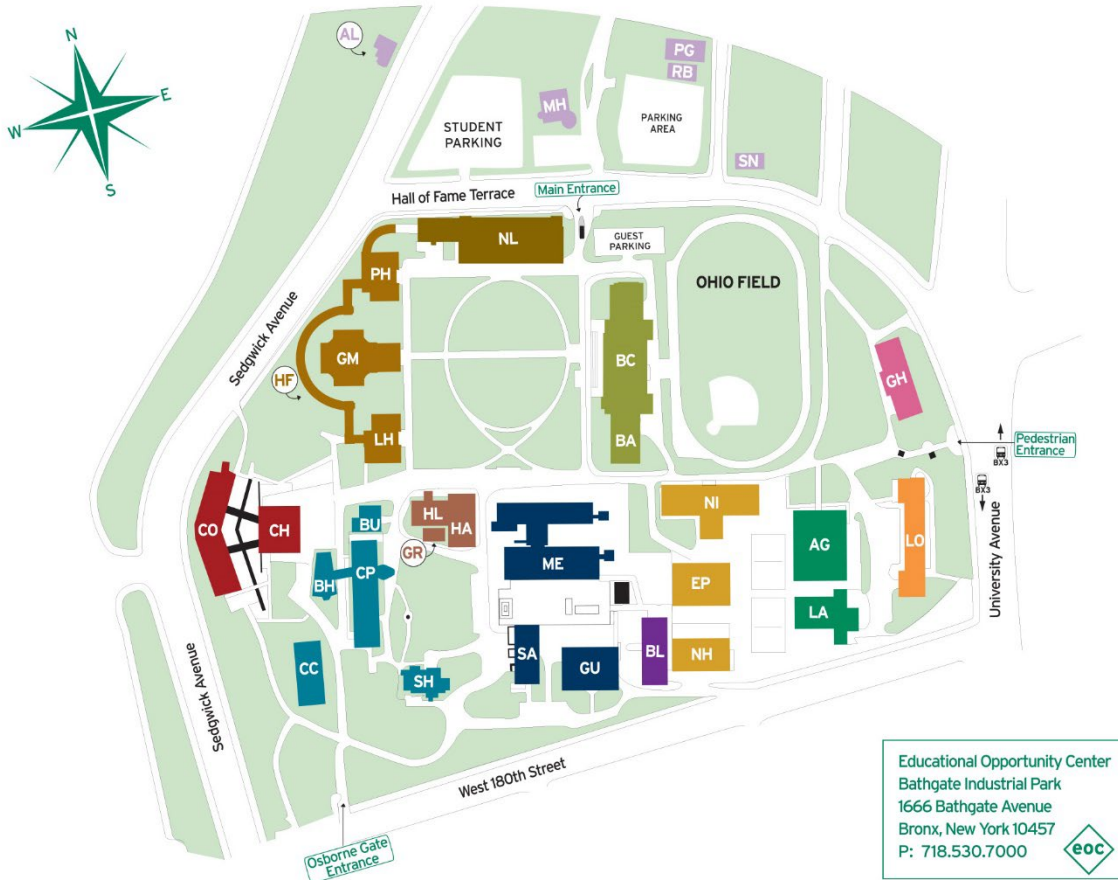 N
E
W
S
AL
PG
RB
MH
STUDENT
PARKING
PARKING
AREA
SN
Hall of Fame Terrace
Main Entrance
NL
GUEST
PARKING
PH
OHIO FIELD
Sedgwick Avenue
GM
BC
GH
HF
LH
BA
Pedestrian
Entrance
BX3
BX3
CO
CH
BU
HL
HA
GR
NI
AG
LO
BH
CP
ME
EP
LA
University Avenue
CC
SH
SA
GU
BL
NH
Sedgwick Avenue
West 180th Street
Osborne Gate
Entrance
Educational Opportunity Center
Bathgate Industrial Park
1666 Bathgate Avenue
Bronx, New York 10457
P: 718.530.7000
eoc